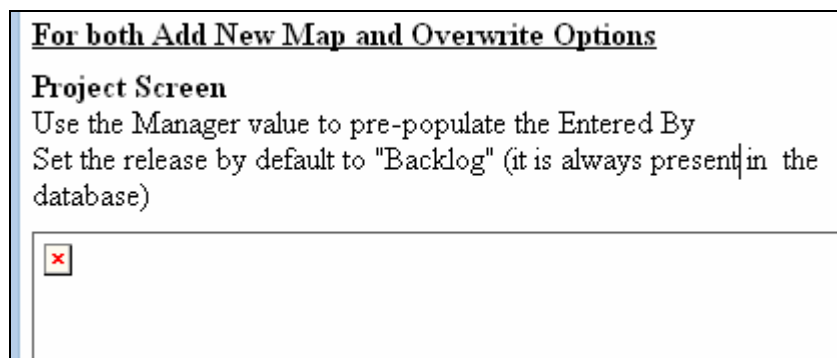 For both Add New Map and Overwrite Options
Project Screen
Use the Manager value to pre-populate the Entered By
Set the release by default to "Backlog" (it is always present in the
database)